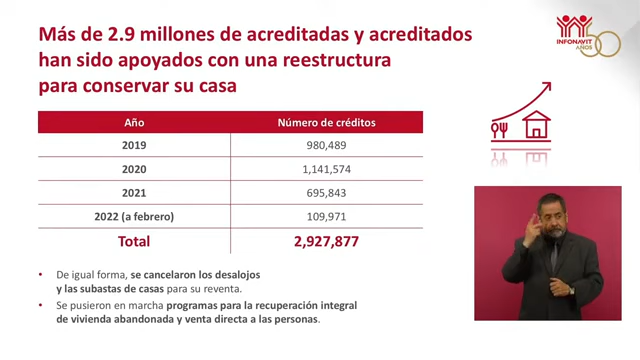 Más de 2.9 millones de acreditadas y acreditados
han sido apoyados con una reestructura
para conservar su casa
INFONAVIT
50
AÑOS
Año Número de créditos
2019 980,489
2020 1,141,574
2021 695,843
2022 (a febrero) 109,971
Total 2,927,877
• De igual forma, se cancelaron los desalojos
y las subastas de casas para su reventa.
• Se pusieron en marcha programas para la recuperación integral
de vivienda abandonada y venta directa a las personas.